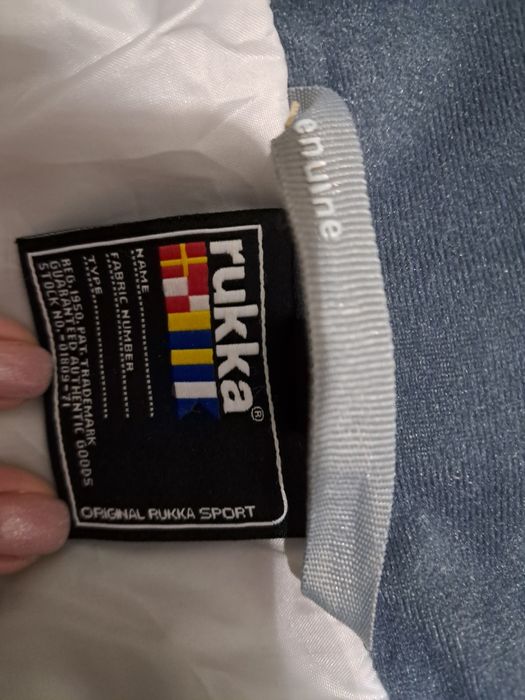 enuine
rukka®
NAME
FABRIC NUMBER
TYPE
REG. 1950. PAT. TRADEMARK
GUARANTEED AUTHENTIC GOODS
STOCK NO.-01809-71
ORIGINAL RUKKA SPORT